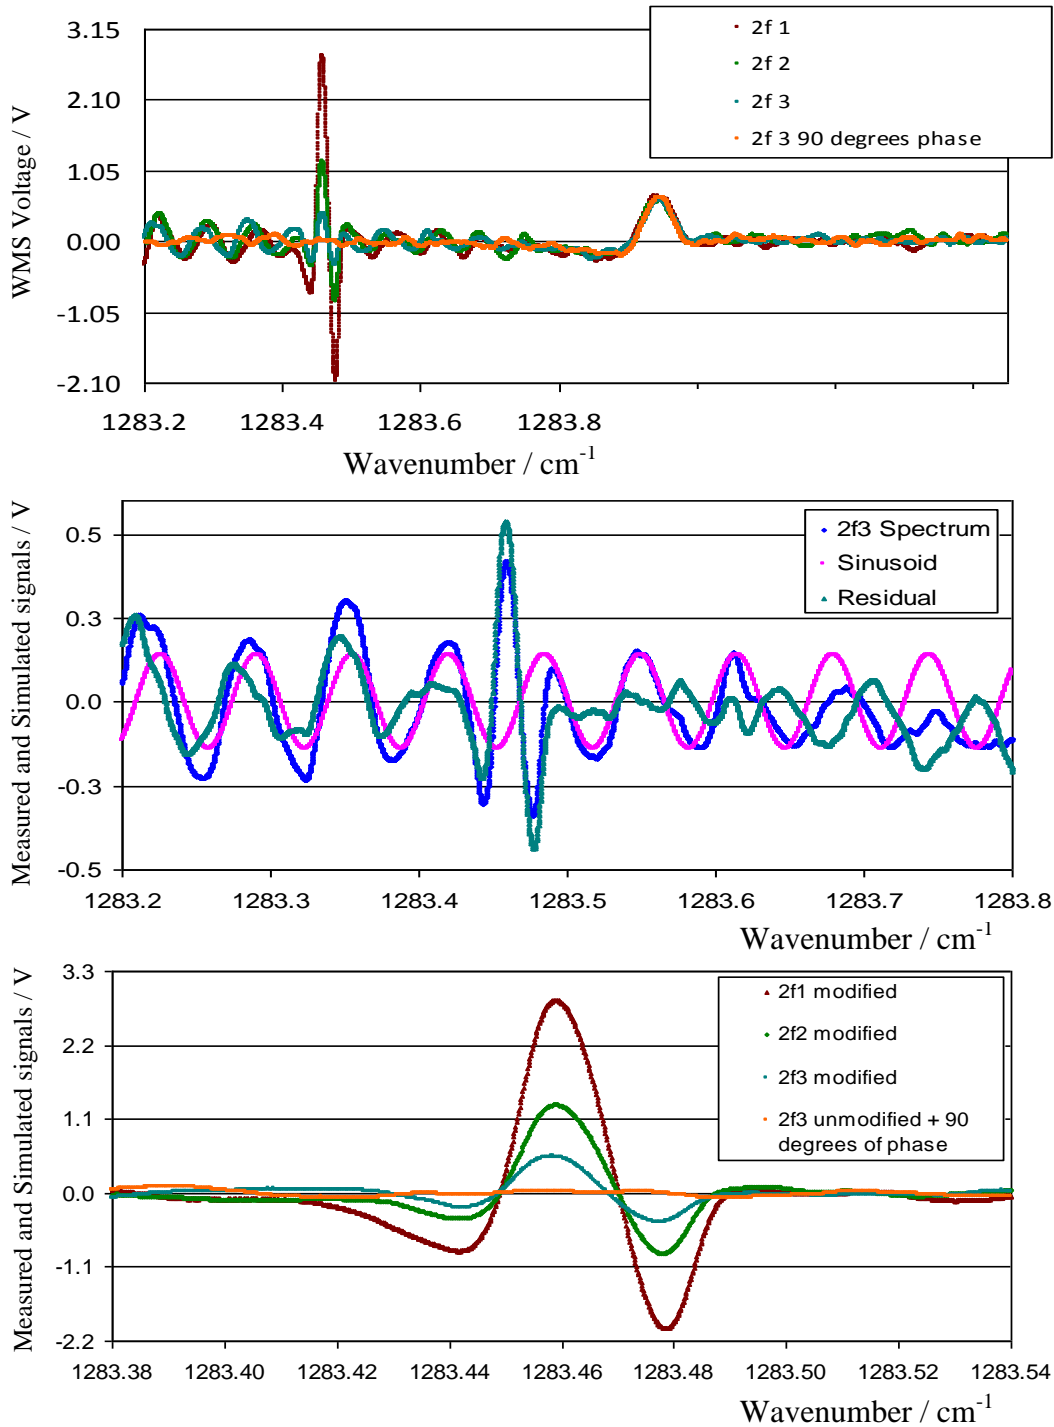 3.15
2.10
1.05
0.00
-1.05
-2.10
WMS Voltage / V
2f 1
2f 2
2f 3
2f 3 90 degrees phase
1283.2 1283.4 1283.6 1283.8
Wavenumber / cm-1
0.5
0.3
0.0
-0.3
-0.5
Measured and Simulated signals / V
2f3 Spectrum
Sinusoid
Residual
1283.2 1283.3 1283.4 1283.5 1283.6 1283.7 1283.8
Wavenumber / cm-1
3.3
2.2
1.1
0.0
-1.1
-2.2
Measured and Simulated signals / V
2f1 modified
2f2 modified
2f3 modified
2f3 unmodified + 90
degrees of phase
1283.38 1283.40 1283.42 1283.44 1283.46 1283.48 1283.50 1283.52 1283.54
Wavenumber / cm-1